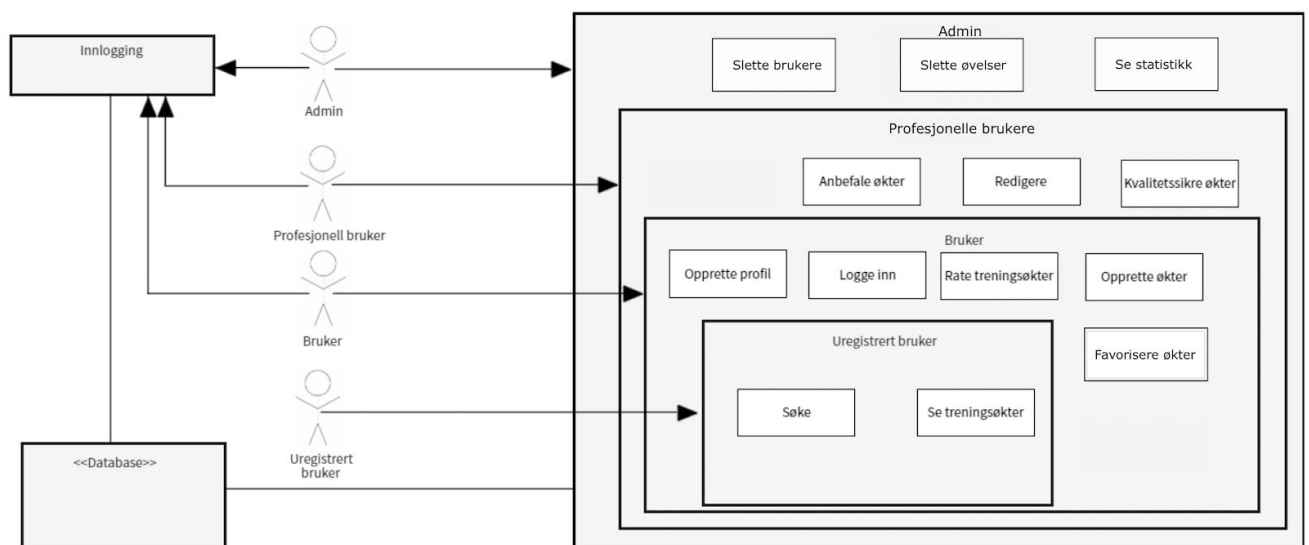 Innlogging
Admin
Profesjonell bruker
Bruker
Uregistrert
bruker
<<Database>>
Admin
Slette brukere
Slette øvelser
Se statistikk
Profesjonelle brukere
Anbefale økter
Redigere
Kvalitetssikre økter
Bruker
Opprette profil
Logge inn
Rate treningsøkter
Opprette økter
Favorisere økter
Uregistrert bruker
Søke
Se treningsøkter